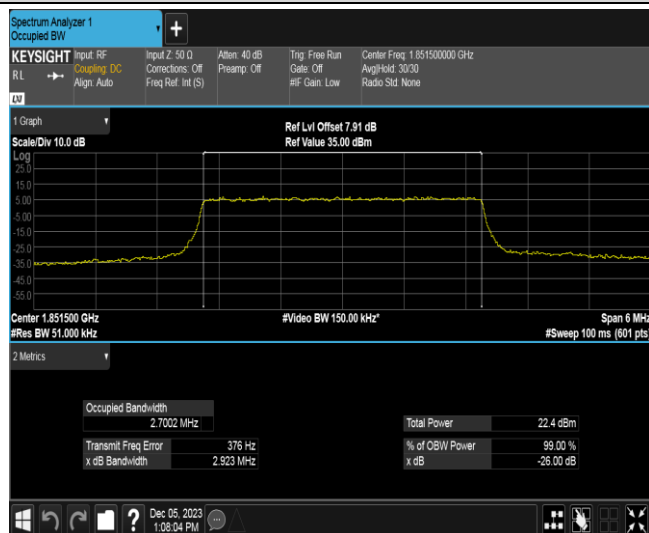 Spectrum Analyzer 1
Occupied BW
+
KEYSIGHT Input: RF Input Z: 50 Ω Atten: 40 dB Trig: Free Run Center Freq: 1.851500000 GHz
RL Coupling: DC Corrections: Off Preamp: Off Gate: Off Avg|Hold: 30/30
Align: Auto Freq Ref: Int (S) #IF Gain: Low Radio Std: None
LXI
1 Graph
Ref Lvl Offset 7.91 dB
Scale/Div 10.0 dB Ref Value 35.00 dBm
Log
25.0
15.0
5.00
-5.00
-15.0
-25.0
-35.0
-45.0
-55.0
Center 1.851500 GHz #Video BW 150.00 kHz* Span 6 MHz
#Res BW 51.000 kHz #Sweep 100 ms (601 pts)
2 Metrics
Occupied Bandwidth
2.7002 MHz Total Power 22.4 dBm
Transmit Freq Error 376 Hz % of OBW Power 99.00 %
x dB Bandwidth 2.923 MHz x dB -26.00 dB
? Dec 05, 2023
1:08:04 PM